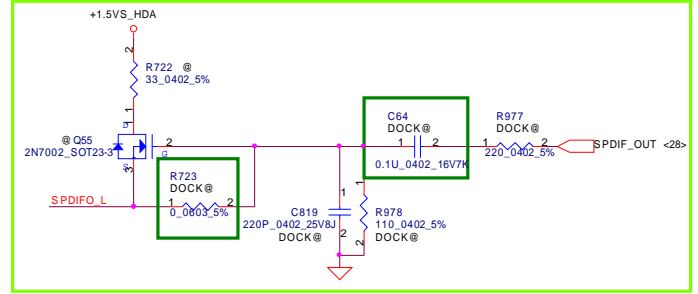 +1.5VS_HDA
2
R722 @
33_0402_5%
1
1
D
@ Q55
2N7002_SOT23-3
2
G
S
3
SPDIFO_L
R723
DOCK@
1 2
0_0603_5%
C64
DOCK@
1 2
0.1U_0402_16V7K
R977
DOCK@
1 2
220_0402_5%
SPDIF_OUT <28>
1
C819
220P_0402_25V8J
DOCK@
2
1
R978
110_0402_5%
DOCK@
2